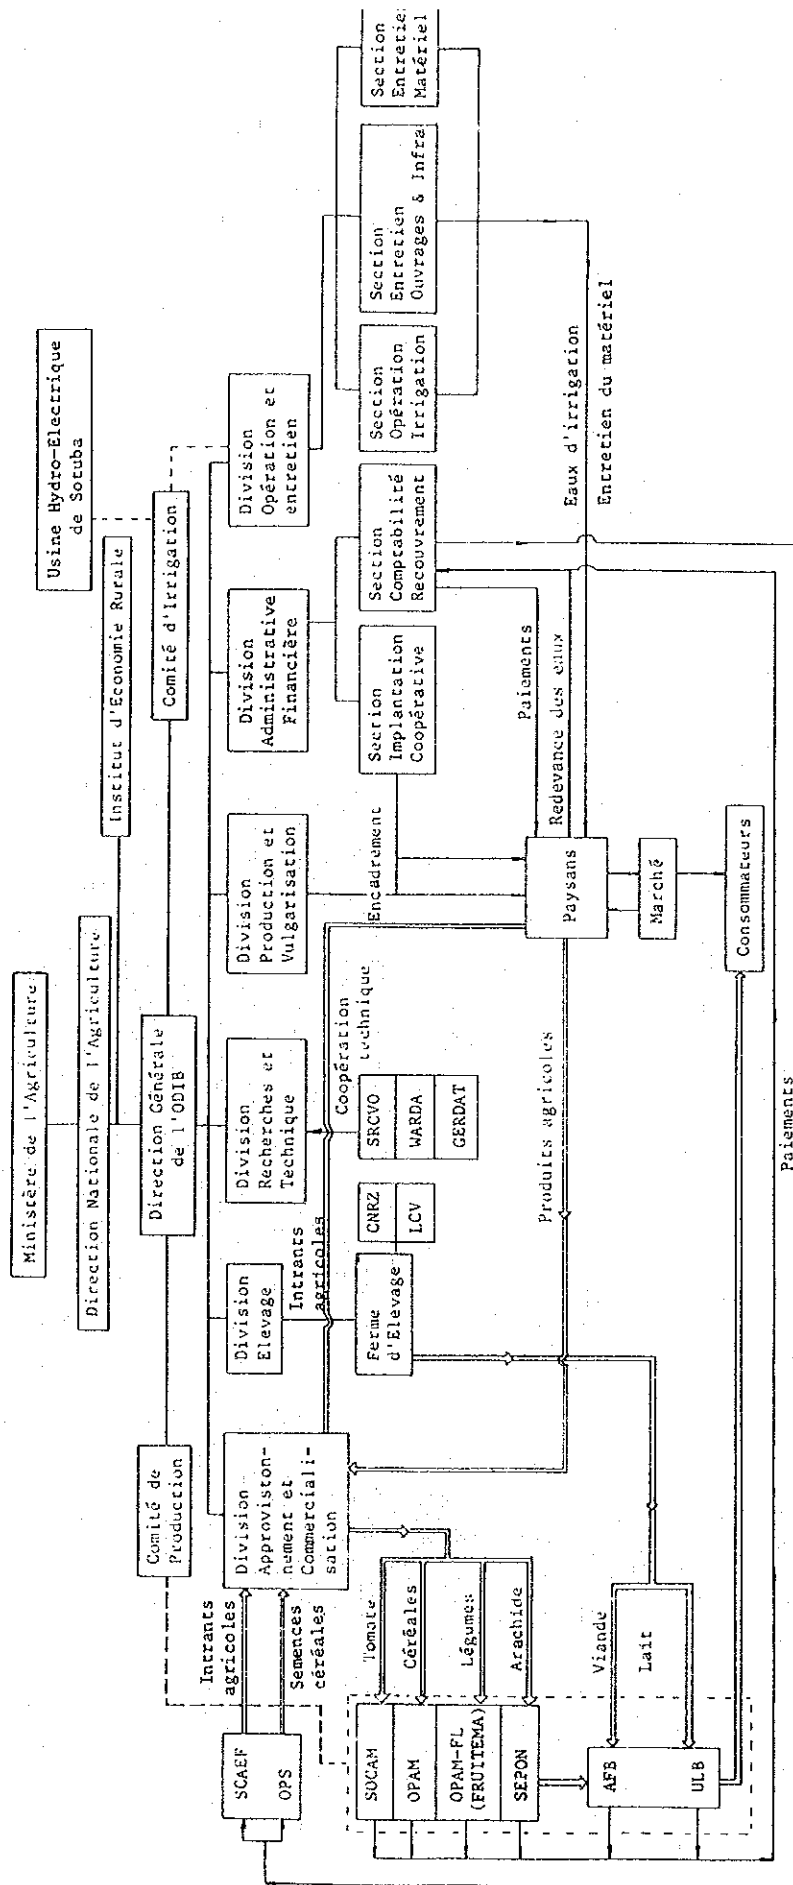 Ministère de l'Agriculture
Direction Nationale de l'Agriculture
Institut d'Economie Rurale
Usine Hydro-Electrique
de Sotuba
Comité de
Production
Direction Générale
de l'ODIB
Comité d'Irrigation
Intrants
agricoles
Semences
céréales
SCAEF
OPS
Division
Approviston-
nement et
Commerciali-
sation
Division
Elevage
Division
Recherches et
Technique
Division
Production et
Vulgarisation
Division
Administrative
Financière
Division
Opération et
entretien
Intrants
agricoles
Coopération
technique
Encadrement
Tomate
Céréales
Légumes
Arachide
SOCAM
OPAM
OPAM-FL
(FRUITEMA)
SEPON
Ferme
d'Elevage
CNRZ
LCV
SRCVO
WARDA
GERDAT
Section
Implantation
Coopérative
Section
Comptabilité
Recouvrement
Section
Opération
Irrigation
Section
Entretien
Ouvrages & Infra
Section
Entretie
Matériel
Produits agricoles
Paiements
Redevance des eaux
Eaux d'irrigation
Entretien du matériel
Paysans
Marché
Consommateurs
Viande
Lait
AFB
ULB
Paiements